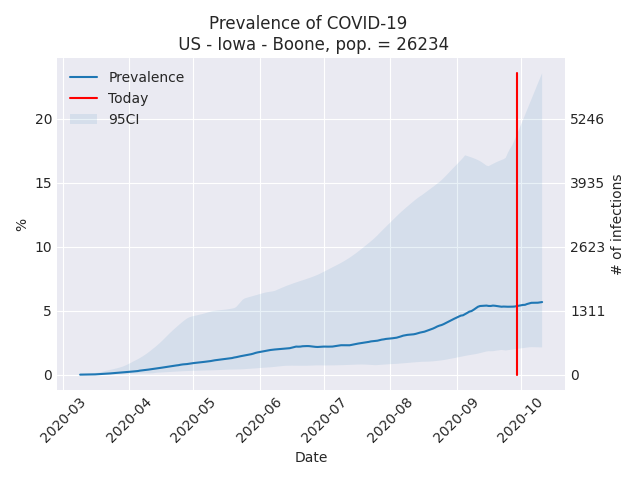 Prevalence of COVID-19
US - Iowa - Boone, pop. = 26234
Prevalence
Today
95CI
20
15
10
5
0
%
5246
3935
2623
1311
0
# of infections
2020-03
2020-04
2020-05
2020-06
2020-07
2020-08
2020-09
2020-10
Date